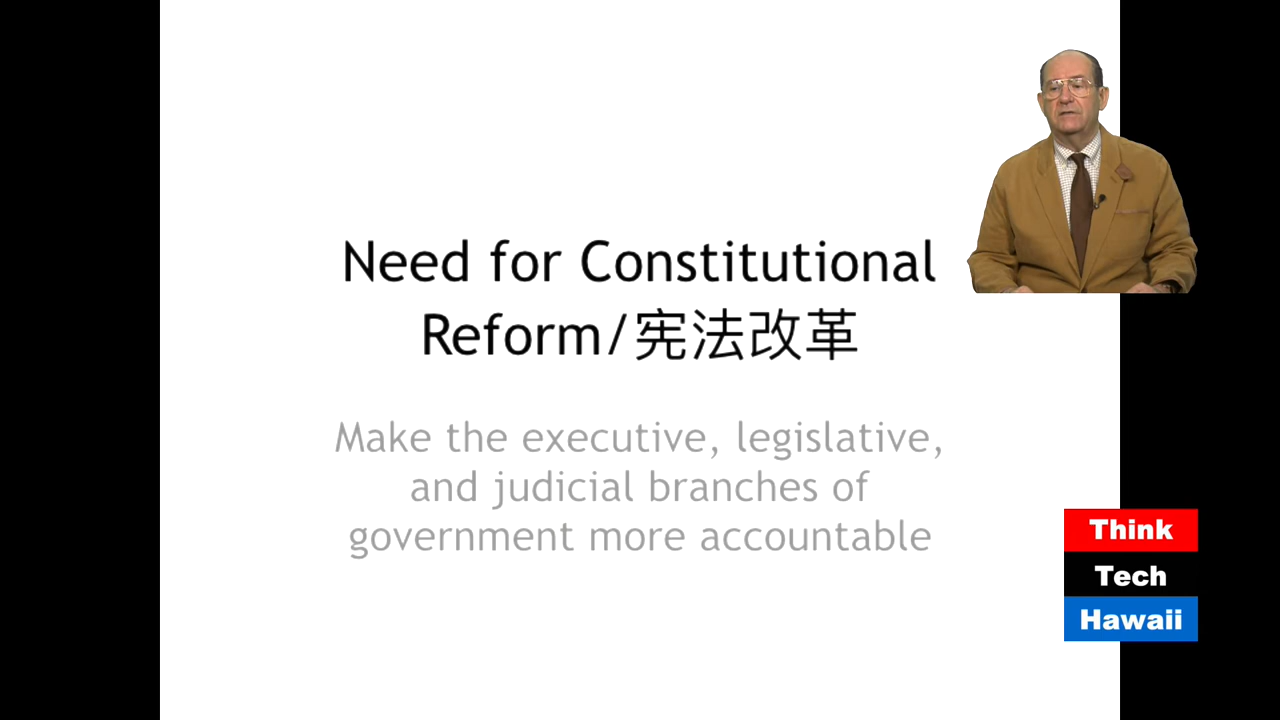 Need for Constitutional
Reform/宪法改革
Make the executive, legislative,
and judicial branches of
government more accountable
Think
Tech
Hawaii